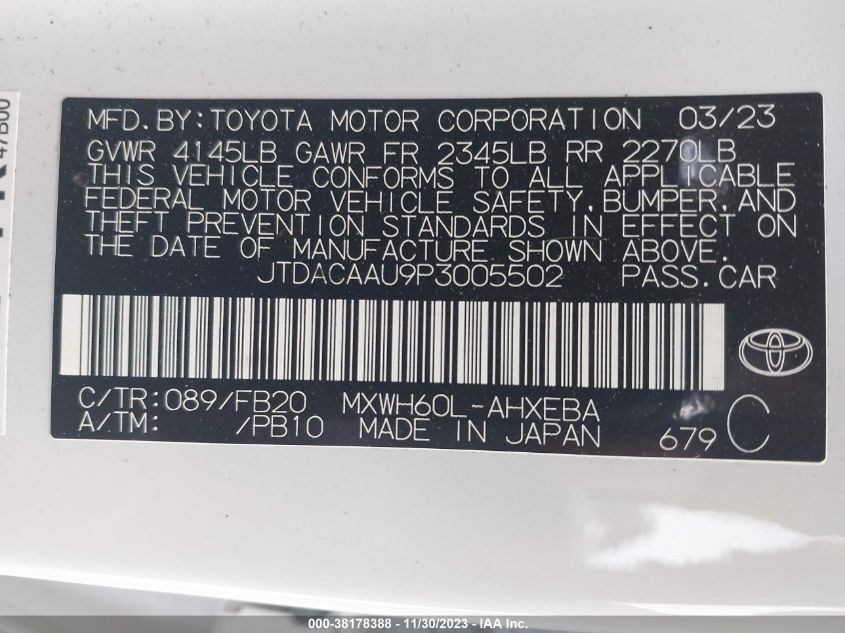 MFD.BY:TOYOTA MOTOR CORPORATION 03/23
GVWR 4145LB GAWR FR 2345LB RR 2270LB
THIS VEHICLE CONFORMS TO ALL APPLICABLE
FEDERAL MOTOR VEHICLE SAFETY,BUMPER,AND
THEFT PREVENTION STANDARDS IN EFFECT ON
THE DATE OF MANUFACTURE SHOWN ABOVE.
JTDACAAU9P3005502 PASS.CAR
C/TR:089/FB20 MXWH60L-AHXEBA
A/TM: /PB10 MADE IN JAPAN 679 C
47B00
000-38178388 - 11/30/2023 - IAA Inc.